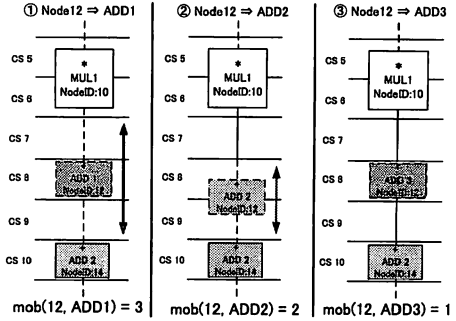 ① Node12 ⇒ ADD1
CS 5
*
MUL1
NodeID:10
CS 6
CS 7
CS 8
+
ADD 1
NodeID:12
CS 9
CS 10
+
ADD 2
NodeID:14
mob(12, ADD1) = 3
② Node12 ⇒ ADD2
CS 5
*
MUL1
NodeID:10
CS 6
CS 7
CS 8
+
ADD 2
NodeID:12
CS 9
CS 10
+
ADD 2
NodeID:14
mob(12, ADD2) = 2
③ Node12 ⇒ ADD3
CS 5
*
MUL1
NodeID:10
CS 6
CS 7
CS 8
+
ADD 3
NodeID:12
CS 9
CS 10
+
ADD 2
NodeID:14
mob(12, ADD3) = 1